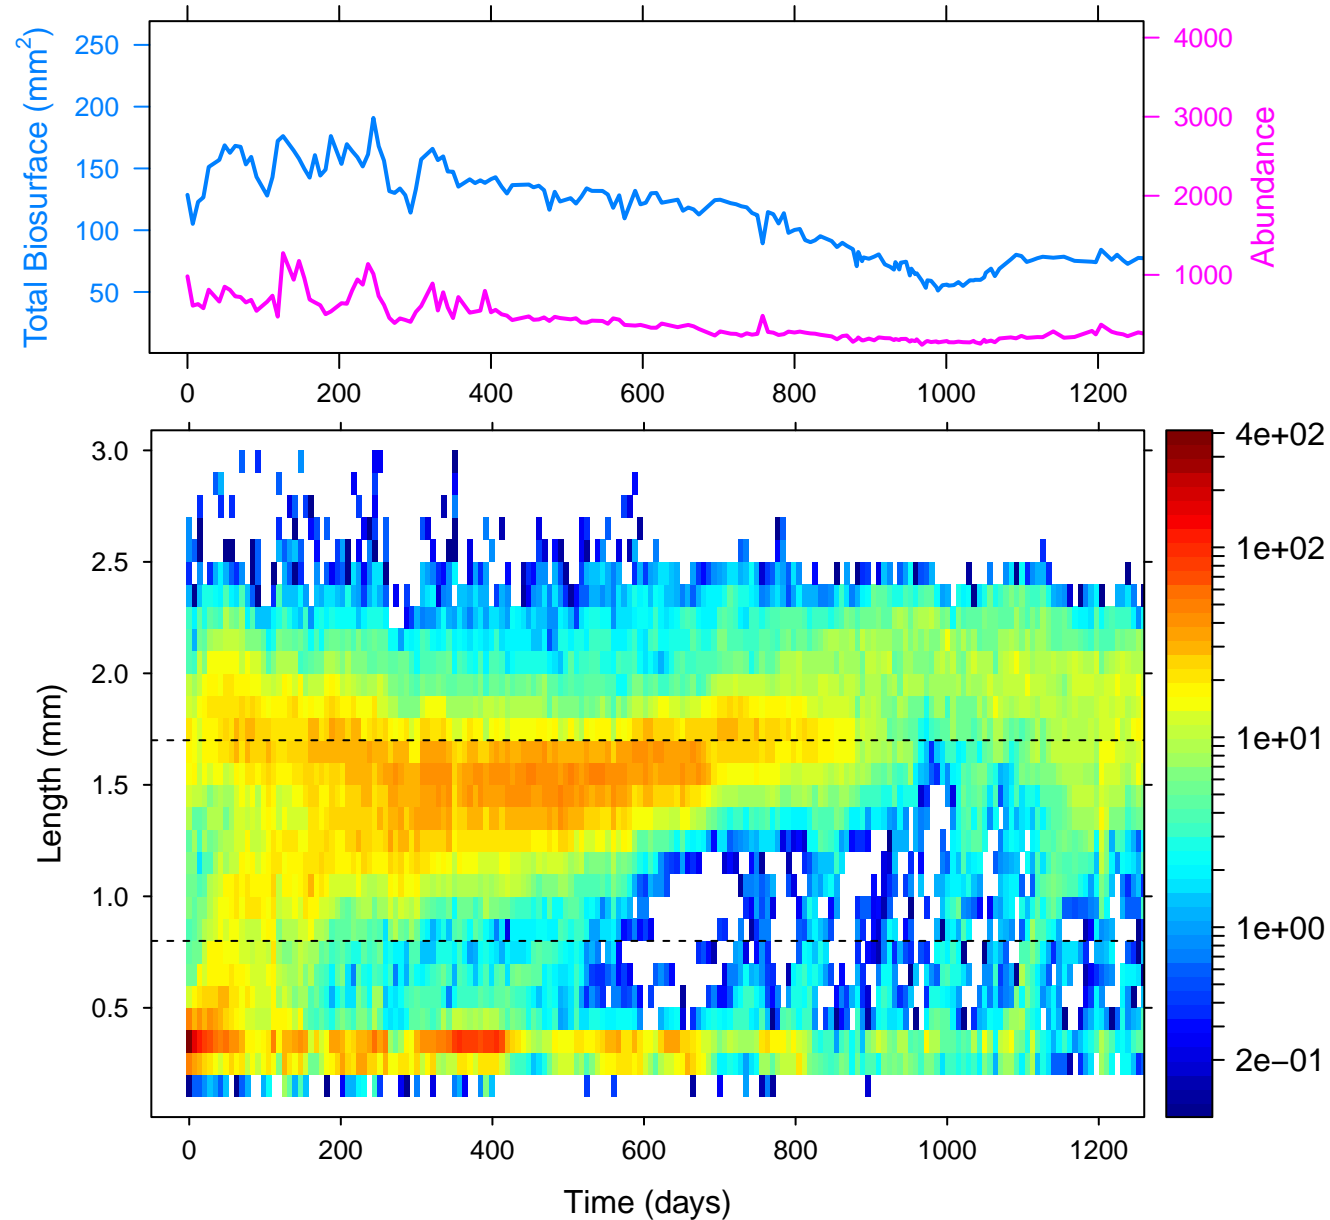 Total Biosurface (mm²)
250
200
150
100
50
4000
3000
2000
1000
Abundance
0 200 400 600 800 1000 1200
Length (mm)
3.0
2.5
2.0
1.5
1.0
0.5
4e+02
1e+02
1e+01
1e+00
2e−01
0 200 400 600 800 1000 1200
Time (days)